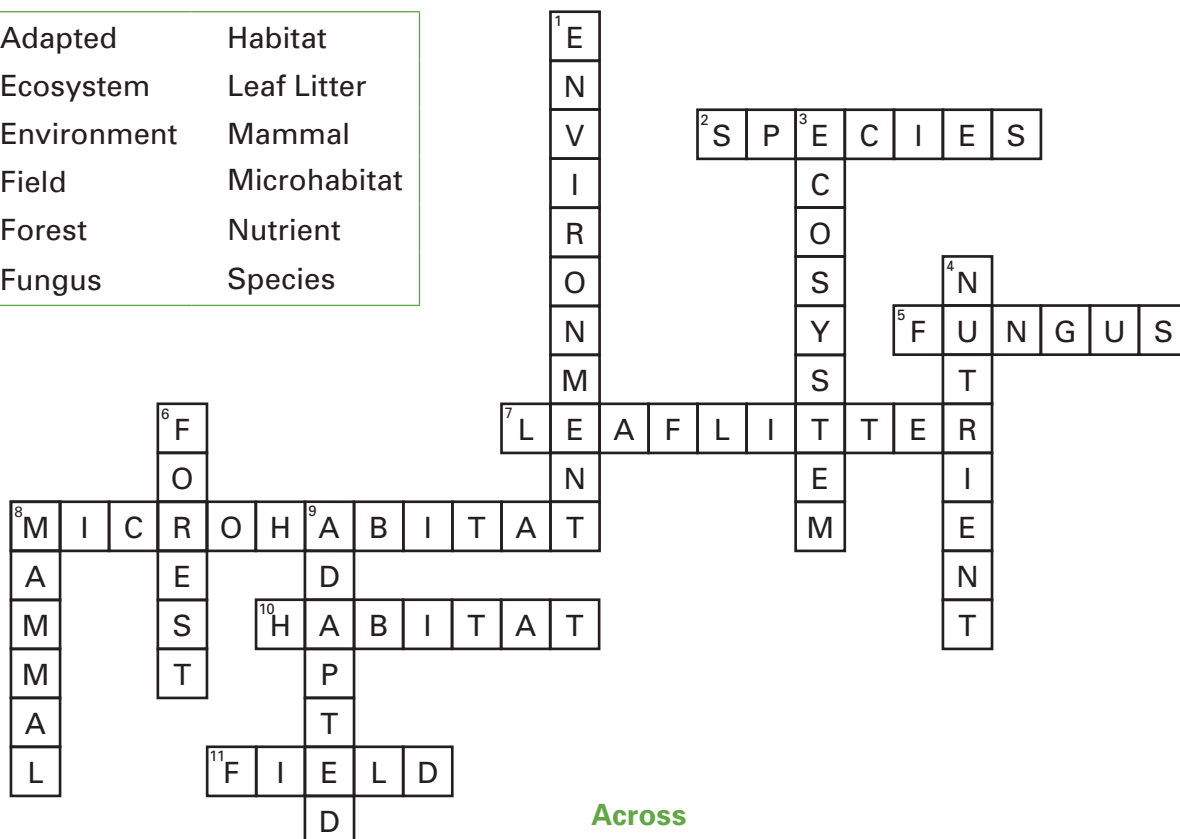 Adapted Habitat
Ecosystem Leaf Litter
Environment Mammal
Field Microhabitat
Forest Nutrient
Fungus Species
1 E
N
V 2 S P 3 E C I E S
I C
R O
O S 4 N
N Y 5 F U N G U S
M S T
6 F 7 L E A F L I T T E R
O N E I
8 M I C R O H 9 A B I T A T M E
A E D N
M S 10 H A B I T A T T
M T P
A T
L 11 F I E L D
D
Across